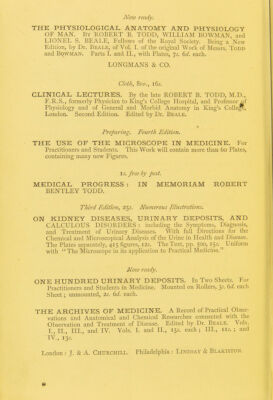 Now ready.
THE PHYSIOLOGICAL ANATOMY AND PHYSIOLOGY
OF MAN. By ROBERT B. TODD, WILLIAM BOWMAN, and
LIONEL S. BEALE, Fellows of the Royal Society. Being a New
Edition, by Dr. BEALE, of Vol. I. of the original Work of Messrs. TODD
and BOWMAN. Parts I. and II., with Plates, 7s. 6d. each.
LONGMANS & CO.
Cloth, 8vo., 16s.
CLINICAL LECTURES. By the late ROBERT B. TODD, M.D.,
F.R.S., formerly Physician to King's College Hospital, and Professor of
Physiology and of General and Morbid Anatomy in King's College,
London. Second Edition. Edited by Dr. BEALE.
Preparing. Fourth Edition.
THE USE OF THE MICROSCOPE IN MEDICINE. For
Practitioners and Students. This Work will contain more than 60 Plates,
containing many new Figures.
1s. free by post.
MEDICAL PROGRESS: IN MEMORIAM ROBERT
BENTLEY TODD.
Third Edition, 25s. Numerous Illustrations.
ON KIDNEY DISEASES, URINARY DEPOSITS, AND
CALCULOUS DISORDERS: including the Symptoms, Diagnosis,
and Treatment of Urinary Diseases. With full Directions for the
Chemical and Microscopical Analysis of the Urine in Health and Disease.
The Plates separately, 415 figures, 12s. The Text, pp. 500, 15s. Uniform
with "The Microscope in its application to Practical Medicine."
Now ready.
ONE HUNDRED URINARY DEPOSITS. In Two Sheets. For
Practitioners and Students in Medicine. Mounted on Rollers, 3s. 6d. each
Sheet; unmounted, 2s. 6d. each.
THE ARCHIVES OF MEDICINE. A Record of Practical Obser-
vations and Anatomical and Chemical Researches connected with the
Observation and Treatment of Disease. Edited by Dr. BEALE. Vols.
I., II., III., and IV. Vols. I. and II., 15s. each; III., 11s.; and
IV., 13s.
London: J. & A. CHURCHILL. Philadelphia: LINDSAY & BLAKISTON.